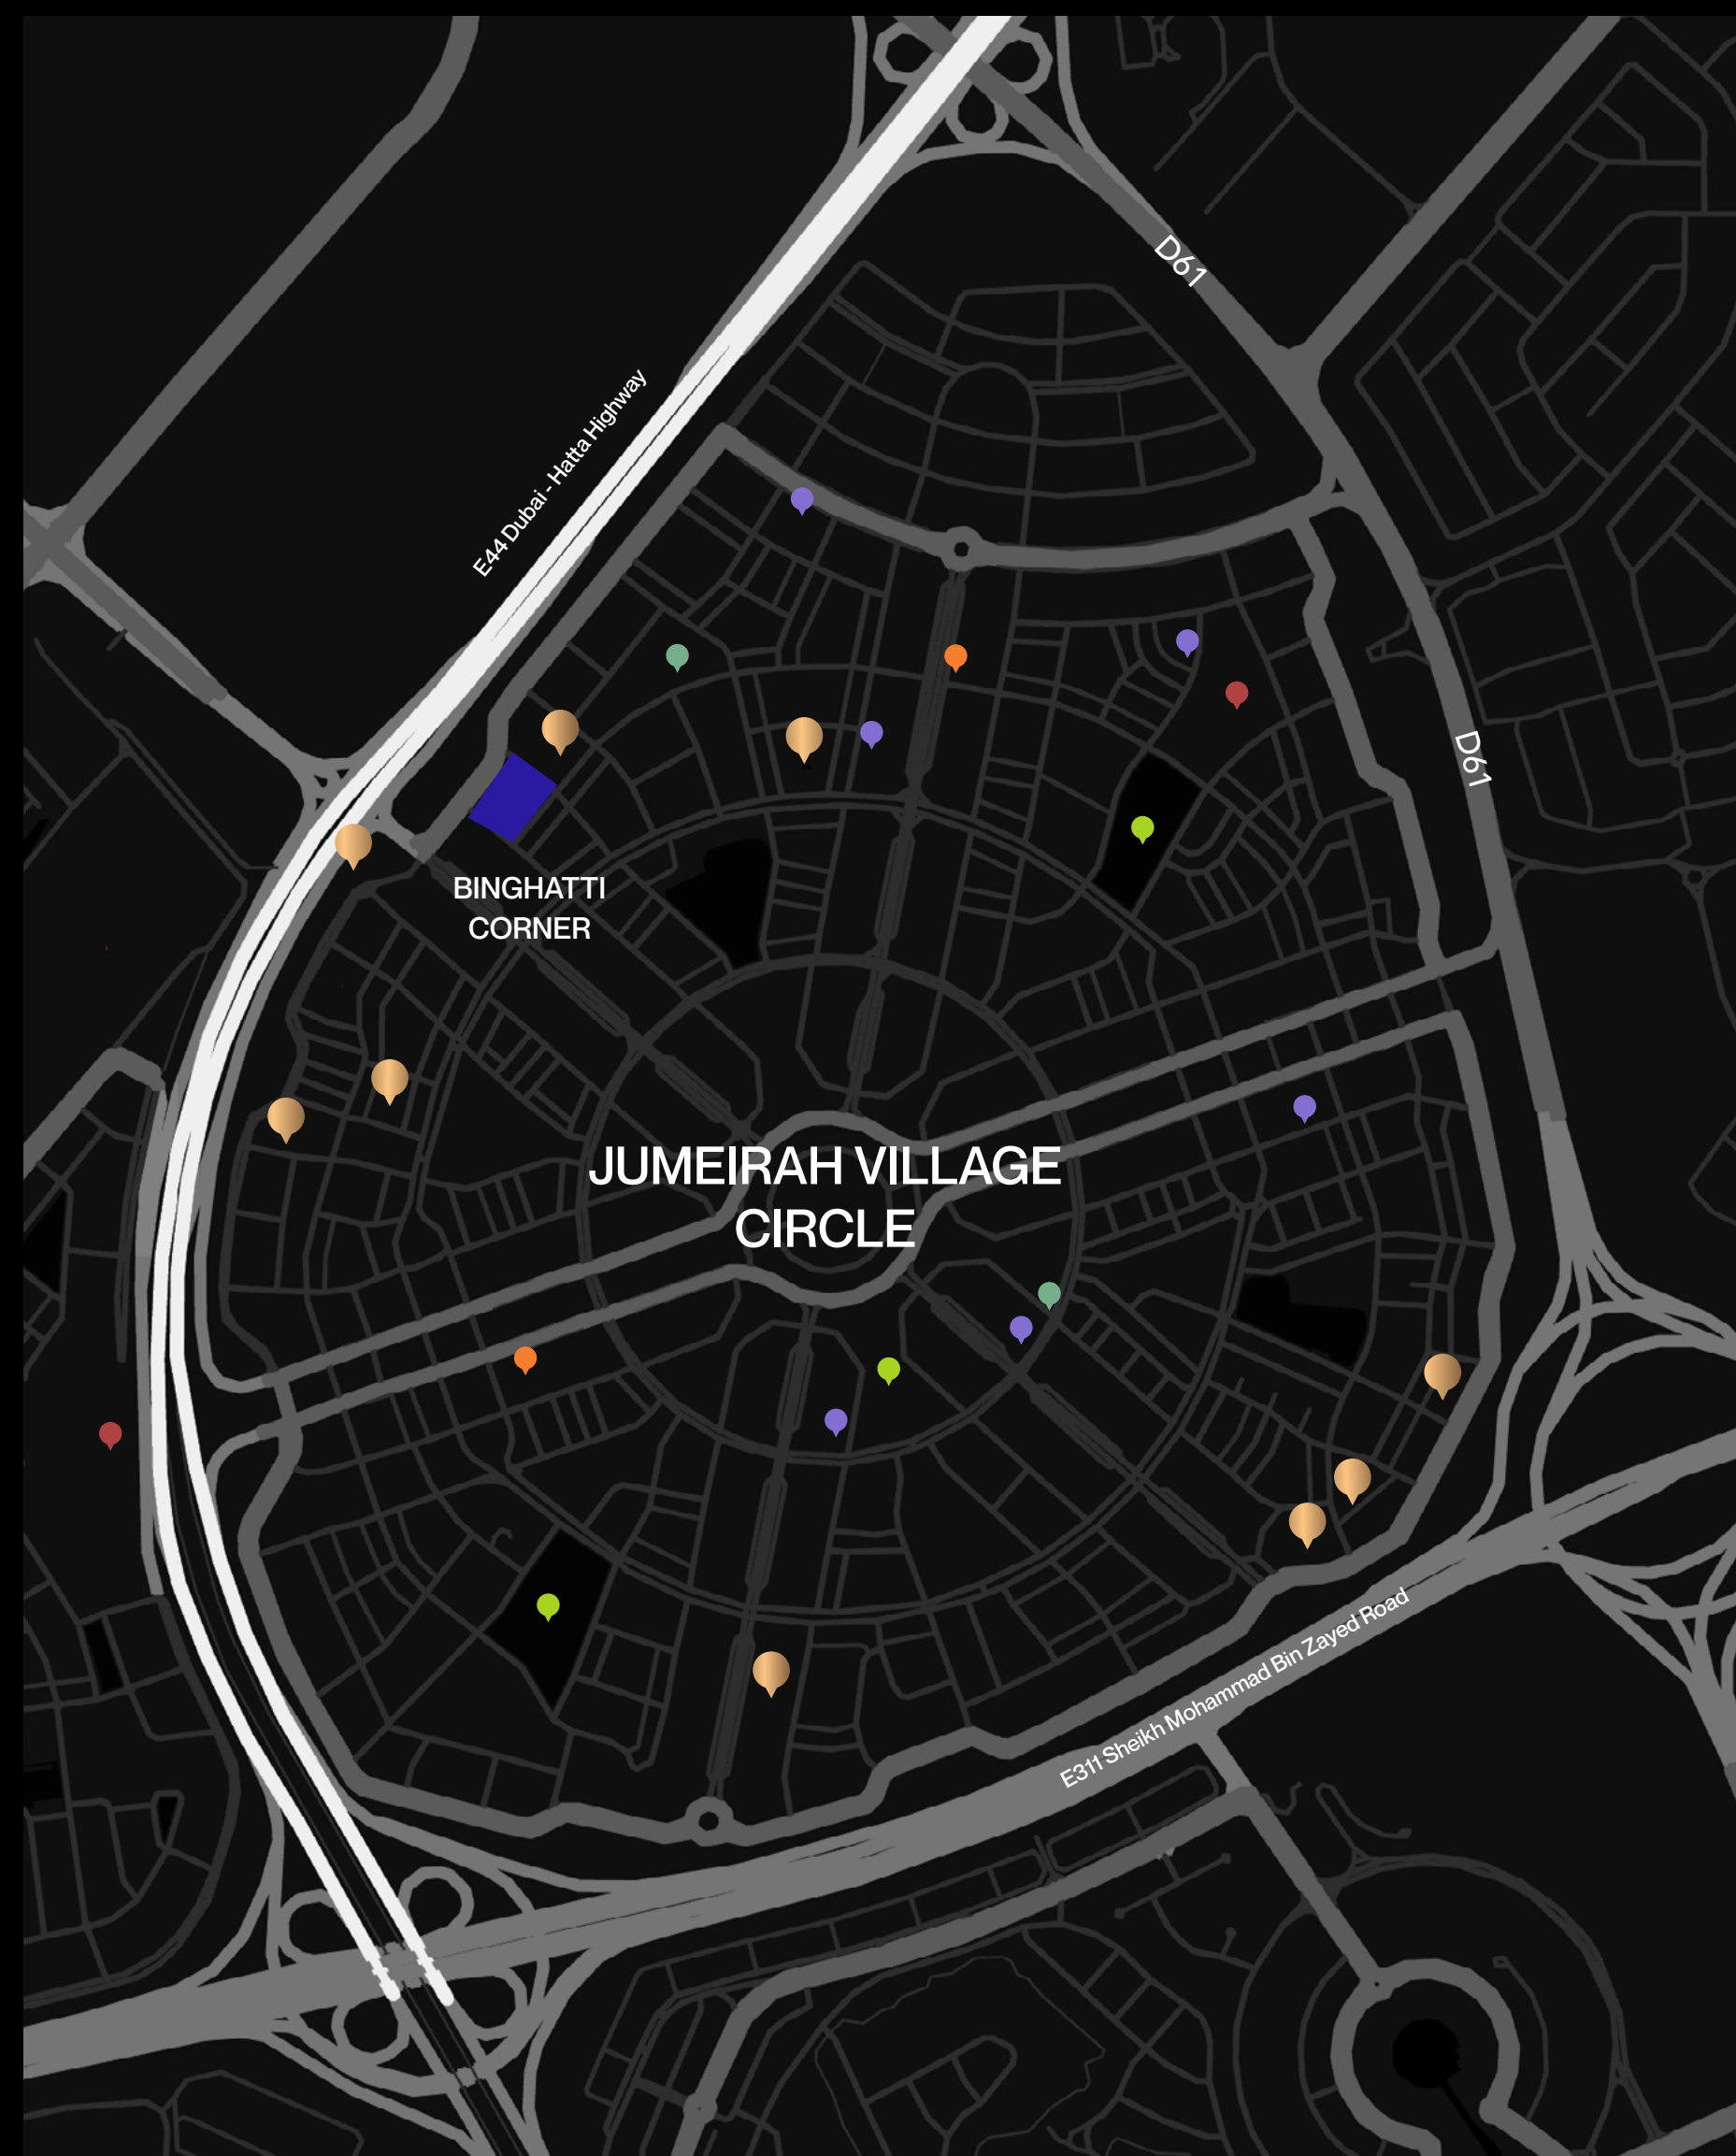 D61
E44 Dubai - Hatta Highway
D61
BINGHATTI
CORNER
JUMEIRAH VILLAGE
CIRCLE
E311 Sheikh Mohammad Bin Zayed Road